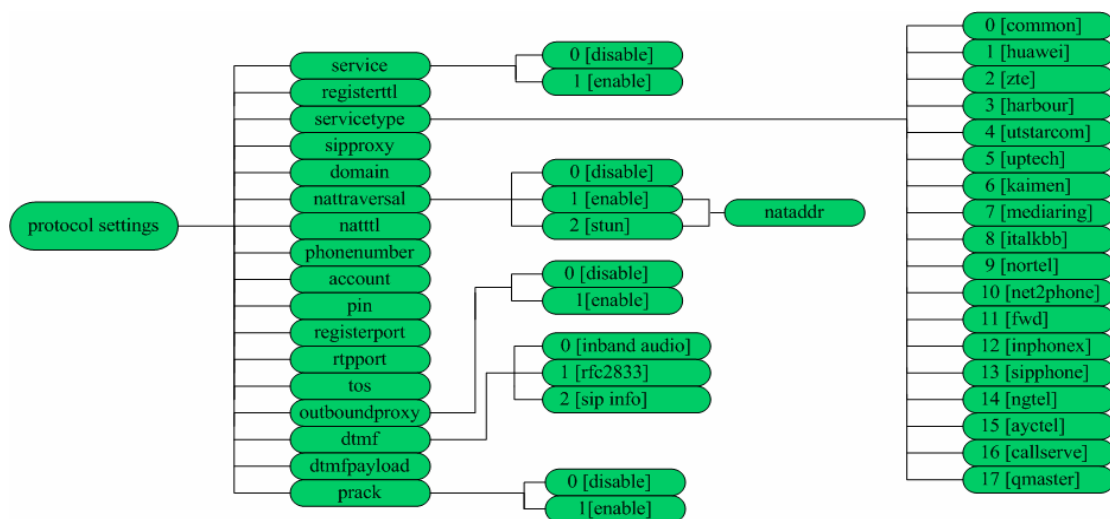 protocol settings
service
registerttl
servicetype
sipproxy
domain
nattraversal
natttl
phonenumber
account
pin
registerport
rtpport
tos
outboundproxy
dtmf
dtmfpayload
prack
0 [disable]
1 [enable]
0 [disable]
1 [enable]
2 [stun]
nataddr
0 [disable]
1[enable]
0 [inband audio]
1 [rfc2833]
2 [sip info]
0 [disable]
1[enable]
0 [common]
1 [huawei]
2 [zte]
3 [harbour]
4 [utstarcom]
5 [uptech]
6 [kaimen]
7 [mediaring]
8 [italkbb]
9 [nortel]
10 [net2phone]
11 [fwd]
12 [inphonex]
13 [sipphone]
14 [ngtel]
15 [ayctel]
16 [callserve]
17 [qmaster]